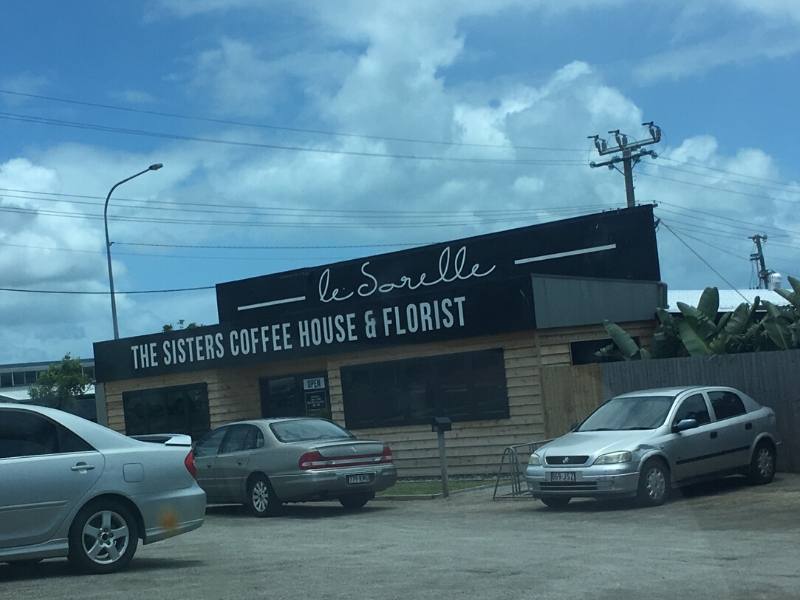 le Sorelle
THE SISTERS COFFEE HOUSE & FLORIST
OPEN